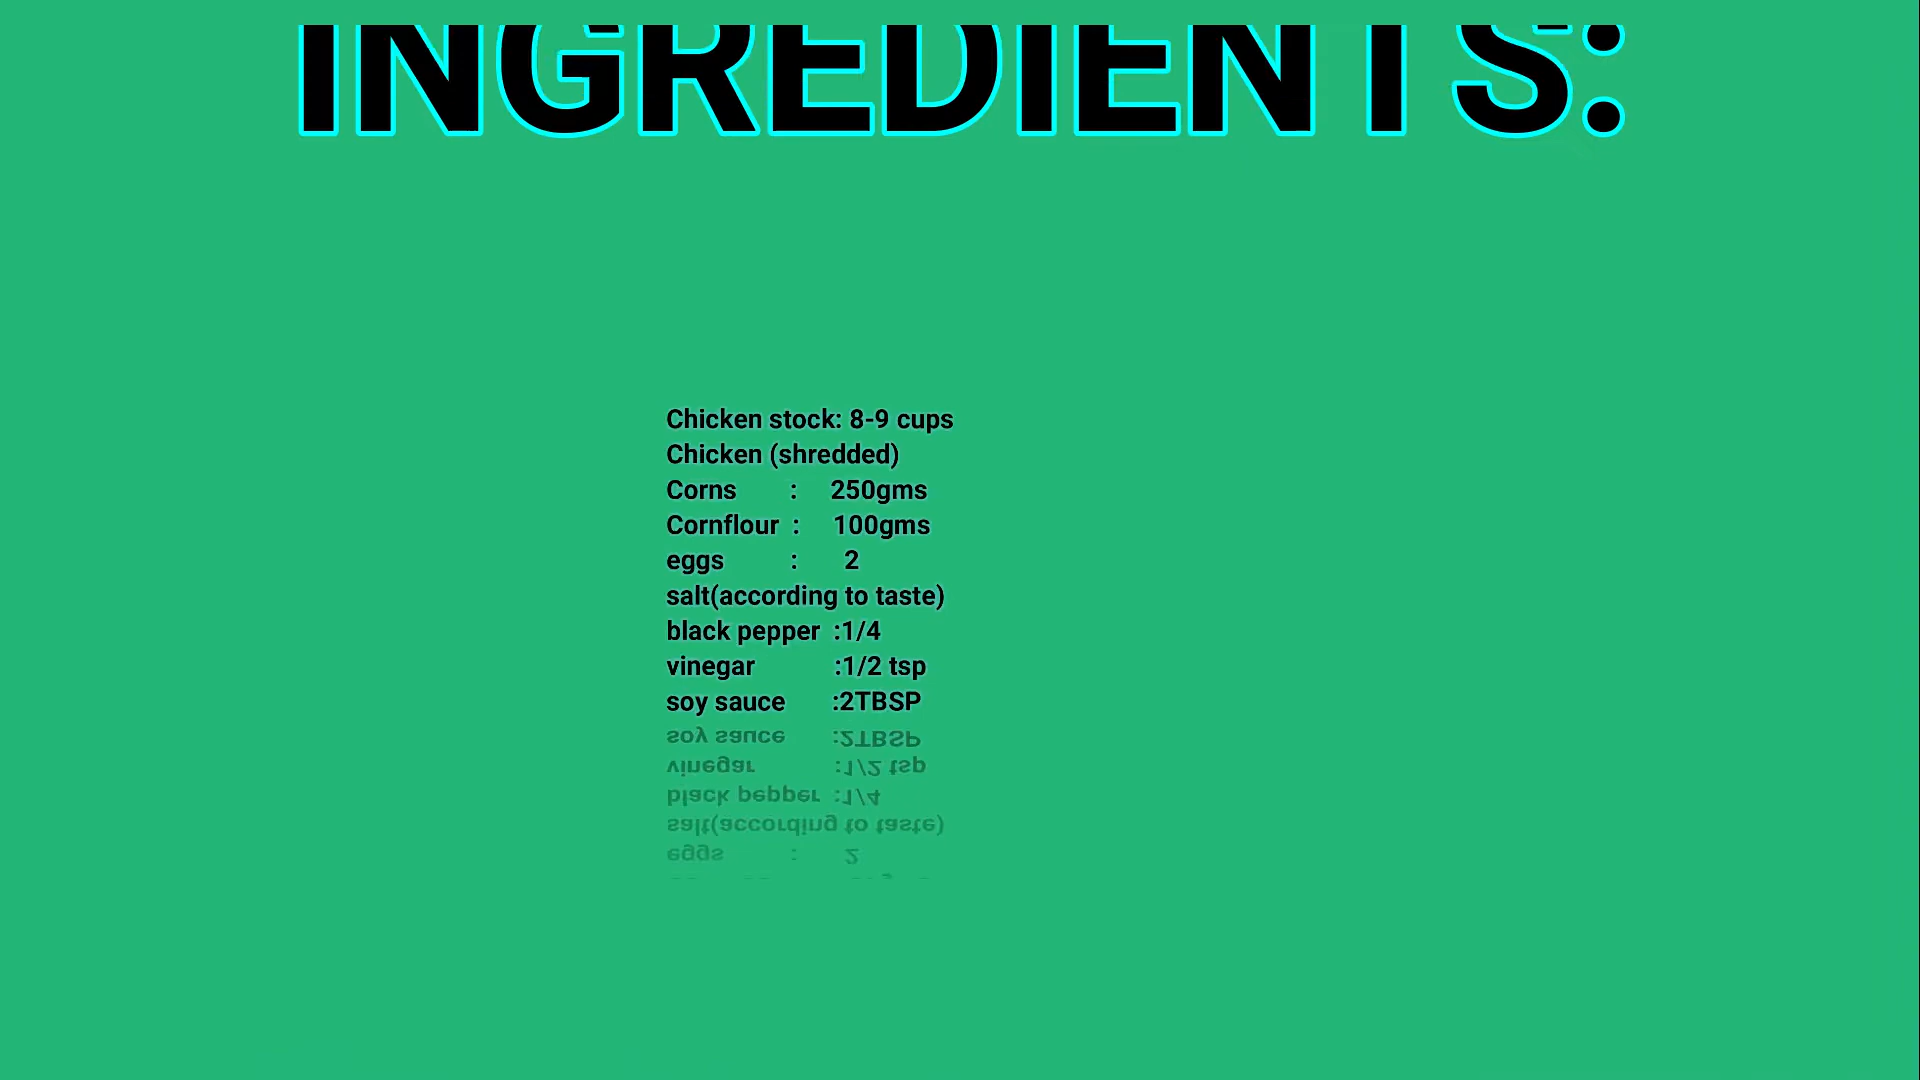 INGREDIENTS:
Chicken stock: 8-9 cups
Chicken (shredded)
Corns : 250gms
Cornflour : 100gms
eggs : 2
salt(according to taste)
black pepper :1/4
vinegar :1/2 tsp
soy sauce :2TBSP